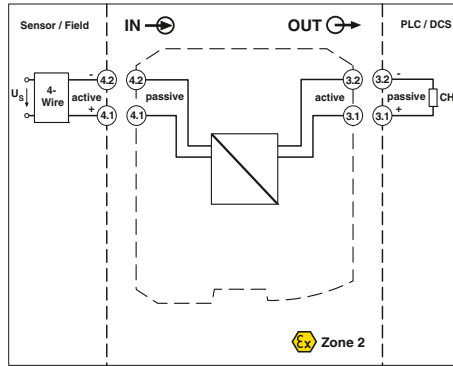 Sensor / Field
IN
OUT
PLC / DCS
- 4.2 4.2 3.2 3.2 -
U S
4-Wire
active
passive
active
passive
CH
+ 4.1 4.1 3.1 3.1 +
Ex Zone 2